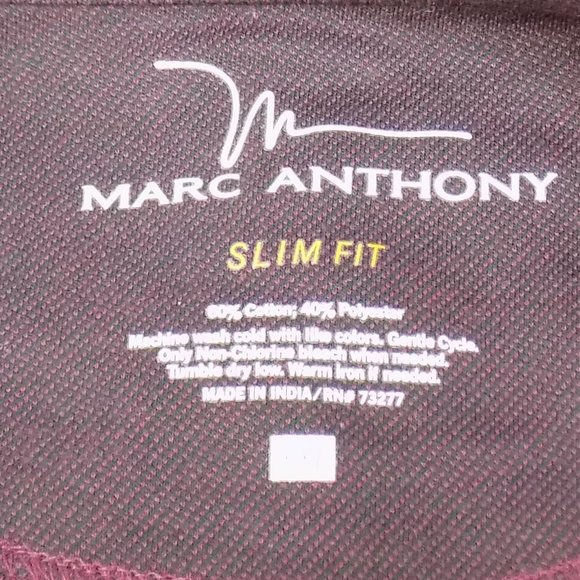 MARC ANTHONY
SLIM FIT
60% Cotton; 40% Polyester
Machine wash cold with like colors. Gentle Cycle.
Only Non-Chlorine bleach when needed.
Tumble dry low. Warm Iron if needed.
MADE IN INDIA/RN# 73277